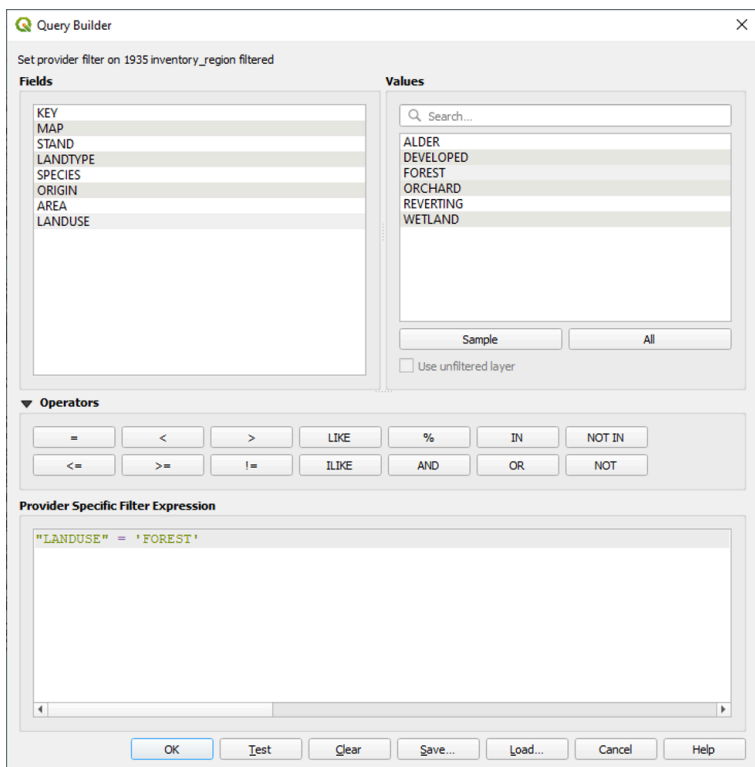 Query Builder
Set provider filter on 1935 inventory_region filtered
Fields
KEY
MAP
STAND
LANDTYPE
SPECIES
ORIGIN
AREA
LANDUSE
Values
Search...
ALDER
DEVELOPED
FOREST
ORCHARD
REVERTING
WETLAND
Sample All
Use unfiltered layer
Operators
= < > LIKE % IN NOT IN
<= >= != ILIKE AND OR NOT
Provider Specific Filter Expression
"LANDUSE" = 'FOREST'
OK Test Clear Save... Load... Cancel Help